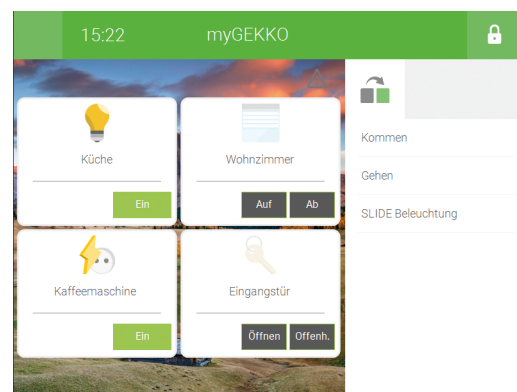 15:22 myGEKKO
Küche
Ein
Wohnzimmer
Auf Ab
Kaffeemaschine
Ein
Eingangstür
Öffnen Offenh.
Kommen
Gehen
SLIDE Beleuchtung